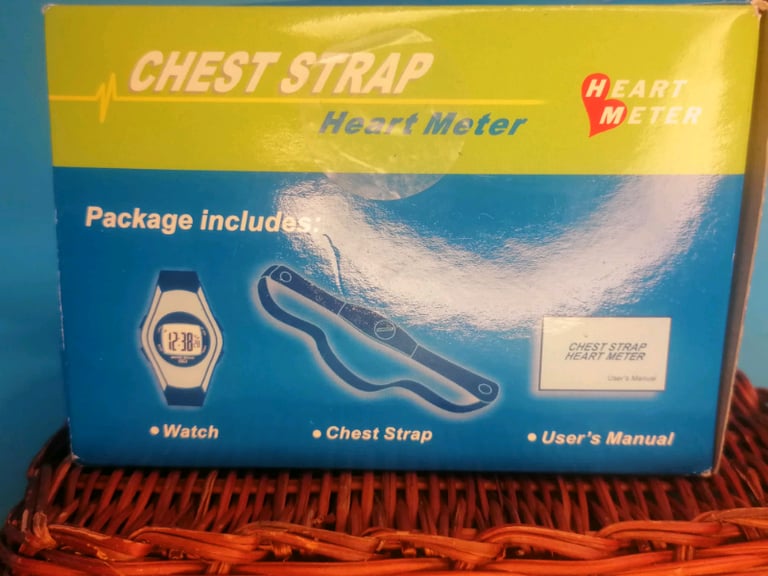 CHEST STRAP
Heart Meter
HEART
METER
Package includes:
12:38
CHEST STRAP
HEART METER
User's Manual
• Watch
• Chest Strap
• User's Manual